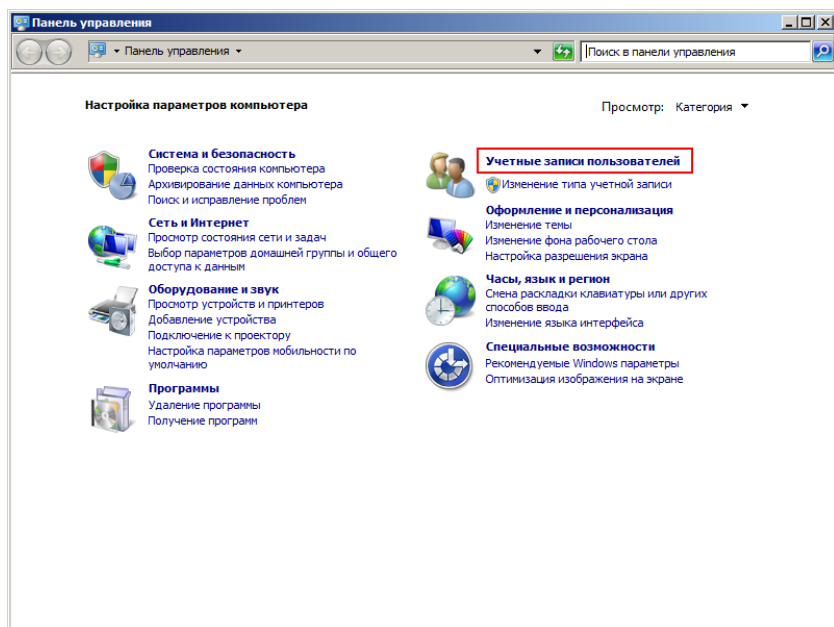 Панель управления
Панель управления
Поиск в панели управления
Настройка параметров компьютера
Просмотр: Категория
Система и безопасность
Проверка состояния компьютера
Архивирование данных компьютера
Поиск и исправление проблем
Сеть и Интернет
Просмотр состояния сети и задач
Выбор параметров домашней группы и общего
доступа к данным
Оборудование и звук
Просмотр устройств и принтеров
Добавление устройства
Подключение к проектору
Настройка параметров мобильности по
умолчанию
Программы
Удаление программы
Получение программ
Учетные записи пользователей
Изменение типа учетной записи
Оформление и персонализация
Изменение темы
Изменение фона рабочего стола
Настройка разрешения экрана
Часы, язык и регион
Смена раскладки клавиатуры или других
способов ввода
Изменение языка интерфейса
Специальные возможности
Рекомендуемые Windows параметры
Оптимизация изображения на экране